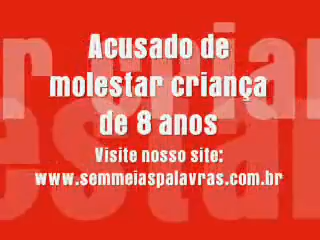 Acusado de
molestar criança
de 8 anos
Visite nosso site:
www.semmeiaspalavras.com.br